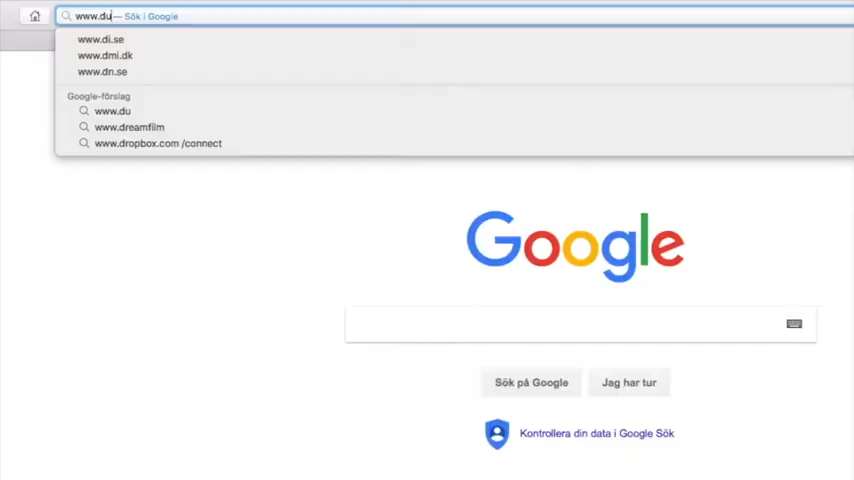 www.du — Sök i Google
www.di.se
www.dmi.dk
www.dn.se
Google-förslag
www.du
www.dreamfilm
www.dropbox.com /connect
Google
Sök på Google
Jag har tur
Kontrollera din data i Google Sök